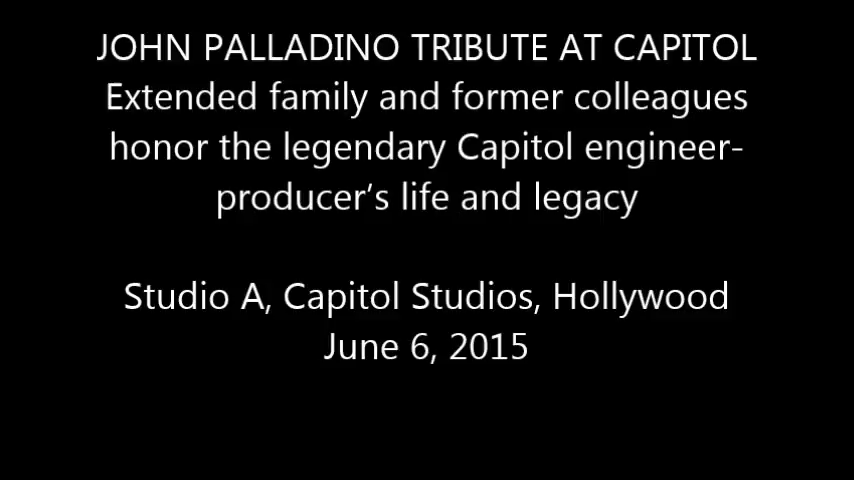 JOHN PALLADINO TRIBUTE AT CAPITOL
Extended family and former colleagues
honor the legendary Capitol engineer-
producer’s life and legacy
Studio A, Capitol Studios, Hollywood
June 6, 2015